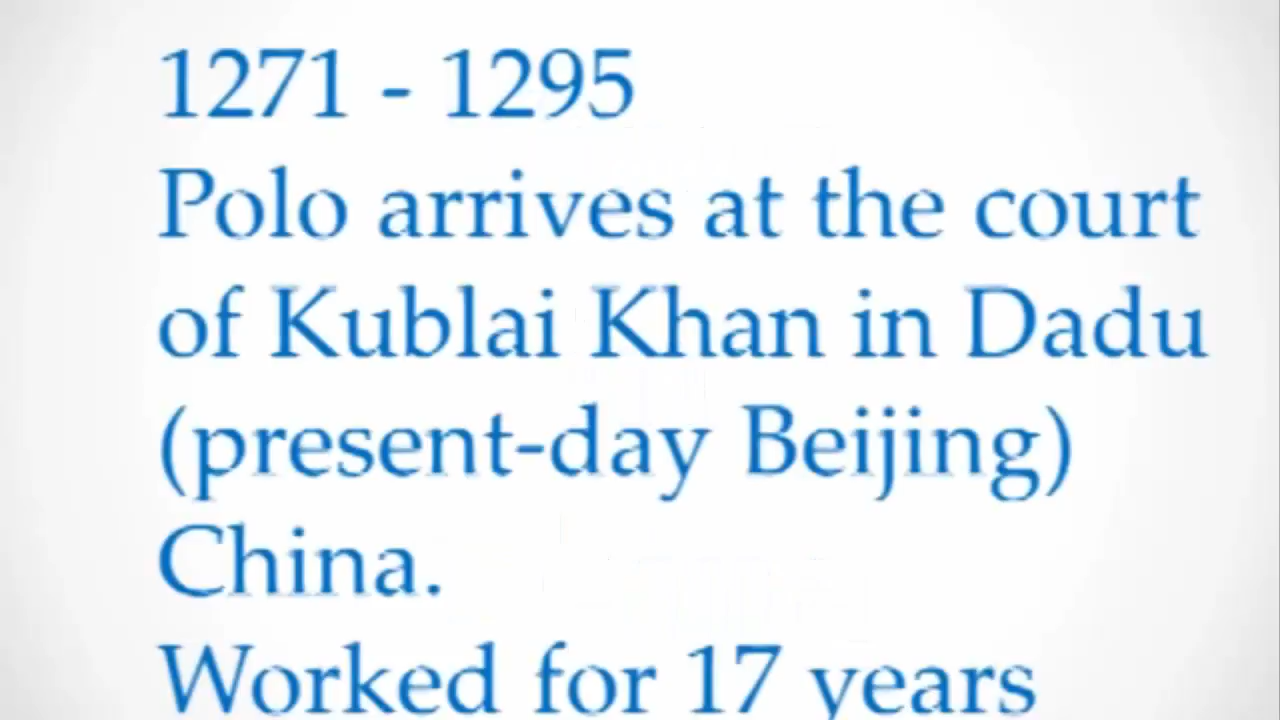 1271 - 1295
Polo arrives at the court
of Kublai Khan in Dadu
(present-day Beijing)
China.
Worked for 17 years